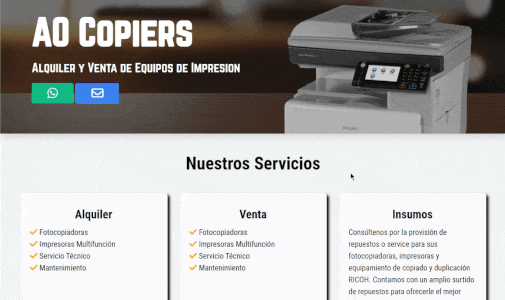 AO Copiers
Alquiler y Venta de Equipos de Impresion
Nuestros Servicios
Alquiler
Fotocopiadoras
Impresoras Multifunción
Servicio Técnico
Mantenimiento
Venta
Fotocopiadoras
Impresoras Multifunción
Servicio Técnico
Mantenimiento
Insumos
Consúltenos por la provisión de
repuestos o service para sus
fotocopiadoras, impresoras y
equipamiento de copiado y duplicación
RICOH. Contamos con un amplio surtido
de repuestos para ofrecerle el mejor